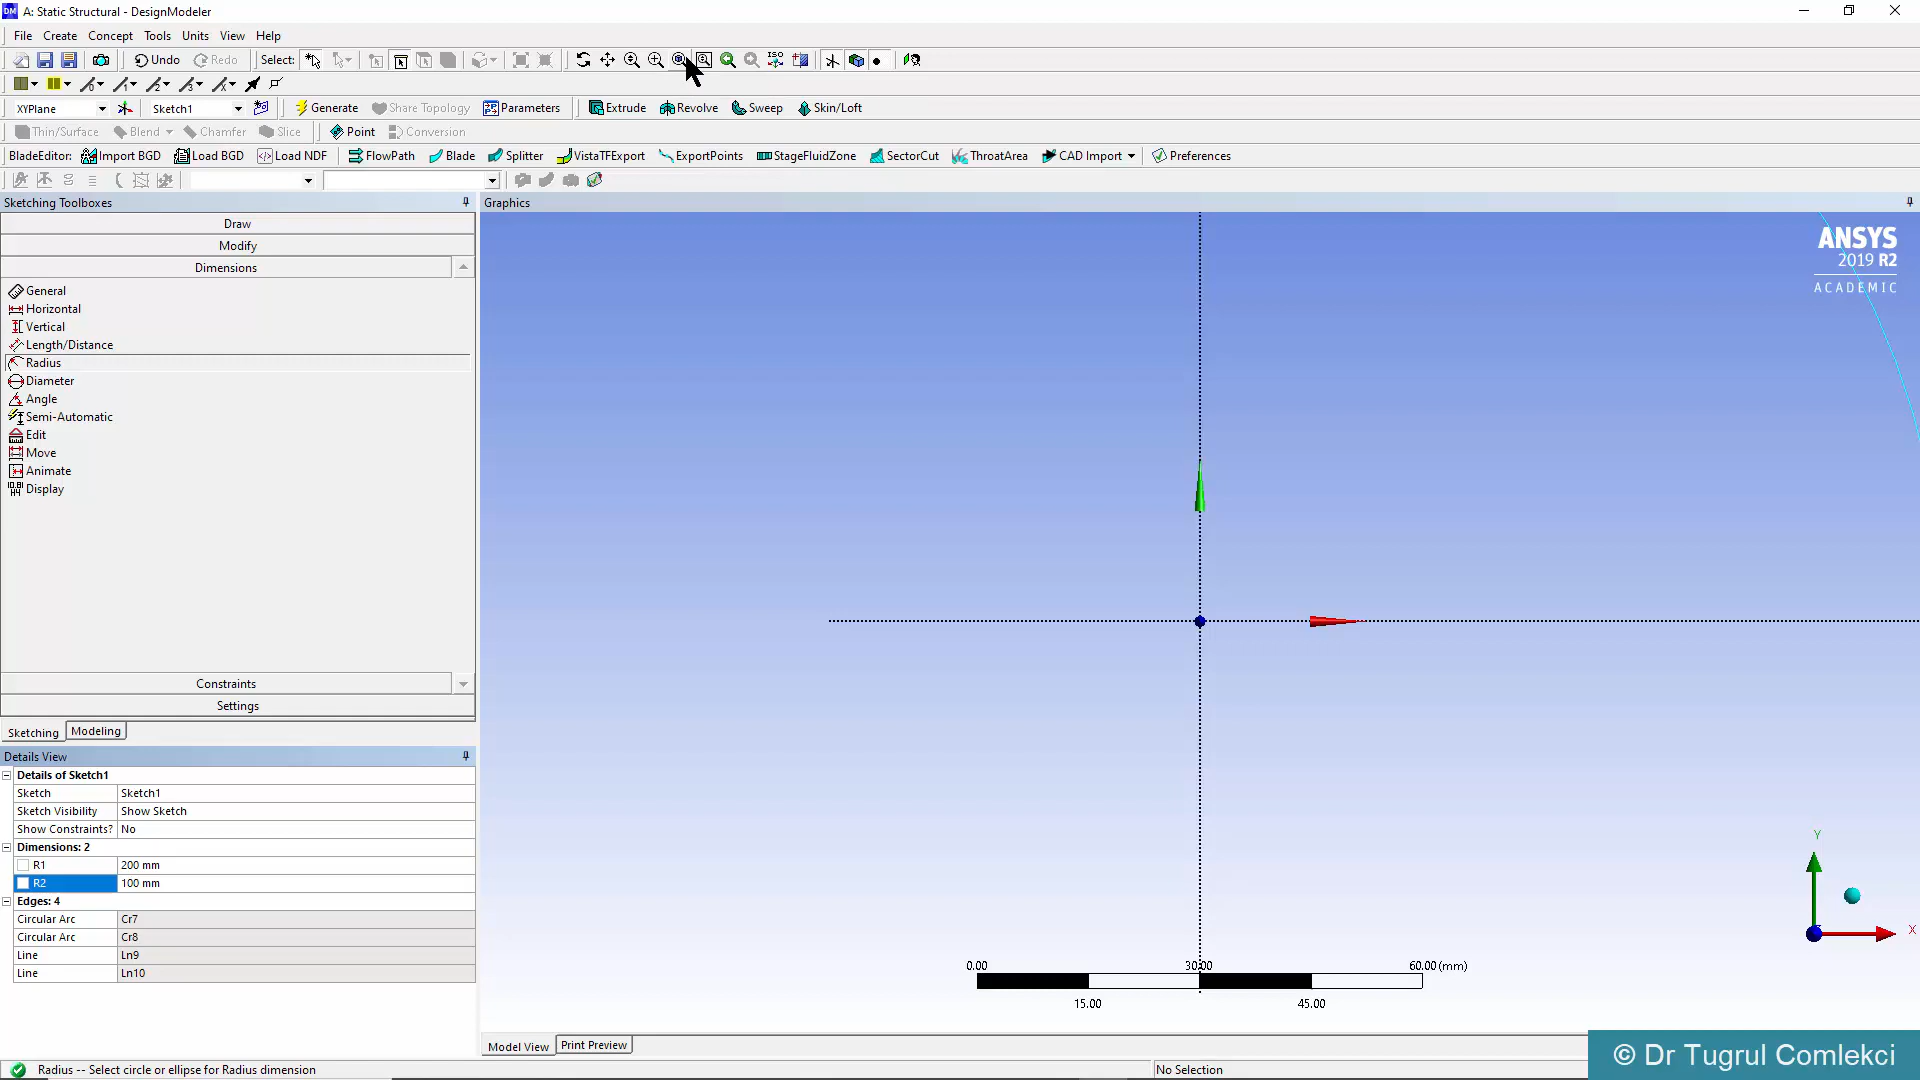 A: Static Structural - DesignModeler
File Create Concept Tools Units View Help
Undo Redo Select: ISO
XYPlane Sketch1 Generate Share Topology Parameters Extrude Revolve Sweep Skin/Loft
Thin/Surface Blend Chamfer Slice Point Conversion
BladeEditor: Import BGD Load BGD Load NDF FlowPath Blade Splitter VistaTFExport ExportPoints StageFluidZone SectorCut ThroatArea CAD Import Preferences
Sketching Toolboxes
Draw
Modify
Dimensions
General
Horizontal
Vertical
Length/Distance
Radius
Diameter
Angle
Semi-Automatic
Edit
Move
Animate
Display
Constraints
Settings
Sketching Modeling
Details View
Details of Sketch1
Sketch Sketch1
Sketch Visibility Show Sketch
Show Constraints? No
Dimensions: 2
R1 200 mm
R2 100 mm
Edges: 4
Circular Arc Cr7
Circular Arc Cr8
Line Ln9
Line Ln10
Graphics
ANSYS
2019 R2
ACADEMIC
Y
X
0.00 30.00 60.00 (mm)
15.00 45.00
Model View Print Preview
Radius -- Select circle or ellipse for Radius dimension
No Selection
© Dr Tugrul Comlekci